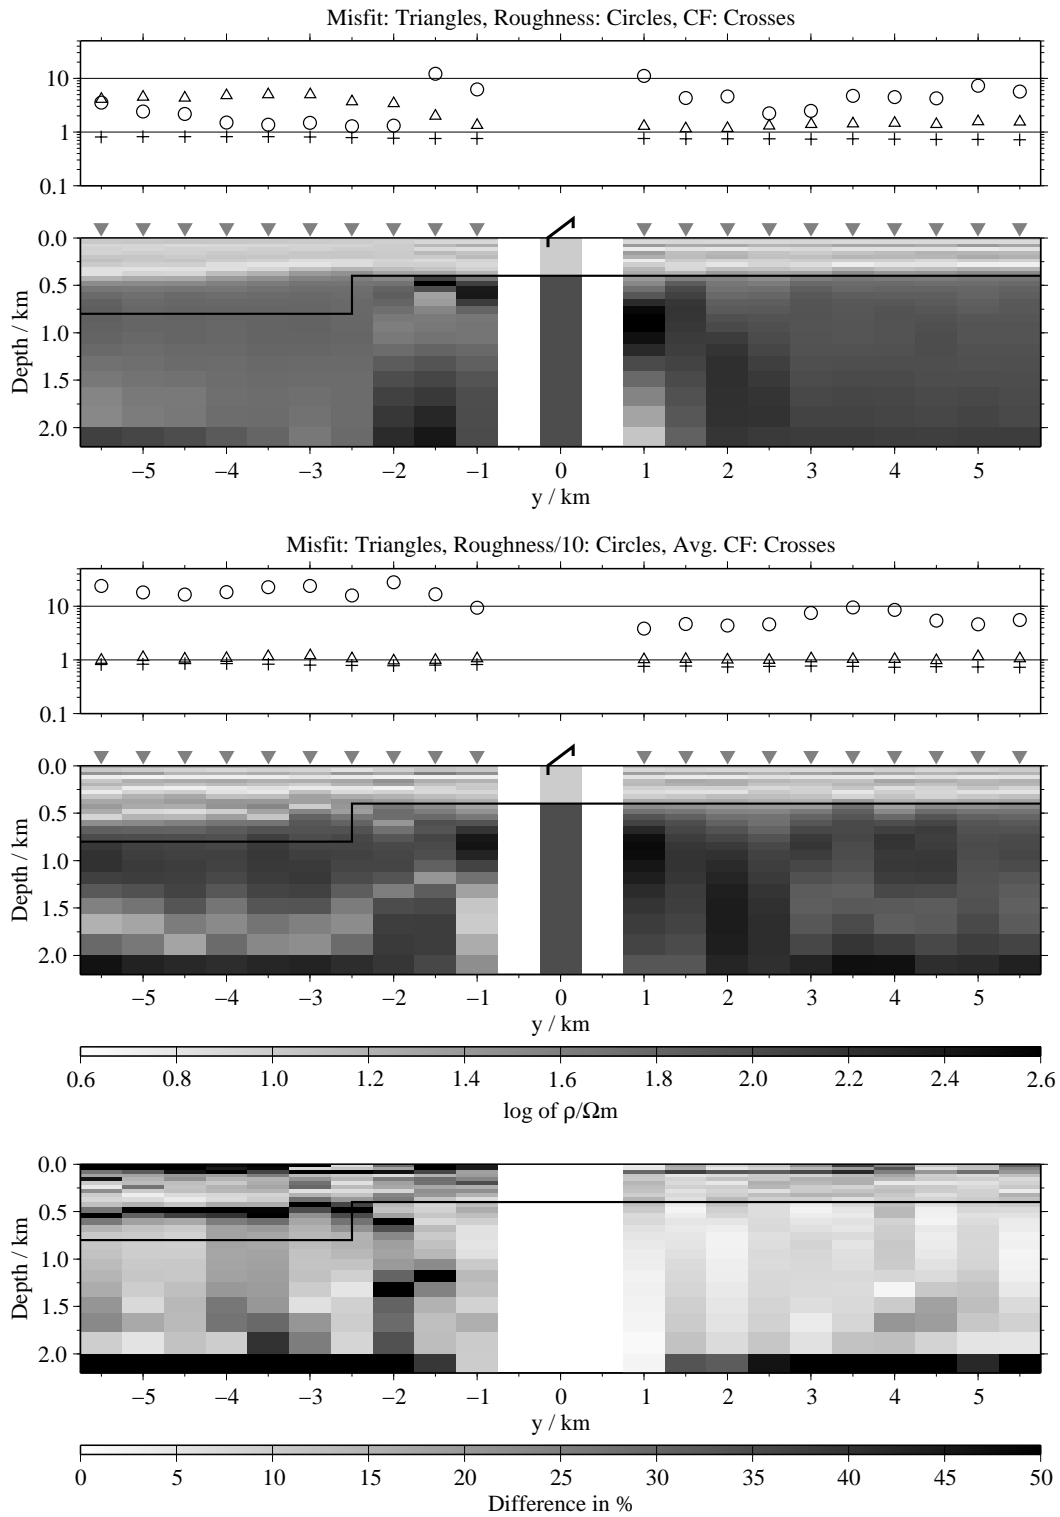 Misfit: Triangles, Roughness: Circles, CF: Crosses
10
1
0.1
0.0
0.5
1.0
1.5
2.0
Depth / km
−5 −4 −3 −2 −1 0 1 2 3 4 5
y / km
Misfit: Triangles, Roughness/10: Circles, Avg. CF: Crosses
10
1
0.1
0.0
0.5
1.0
1.5
2.0
Depth / km
−5 −4 −3 −2 −1 0 1 2 3 4 5
y / km
0.6 0.8 1.0 1.2 1.4 1.6 1.8 2.0 2.2 2.4 2.6
log of ρ/Ωm
0.0
0.5
1.0
1.5
2.0
Depth / km
−5 −4 −3 −2 −1 0 1 2 3 4 5
y / km
0 5 10 15 20 25 30 35 40 45 50
Difference in %